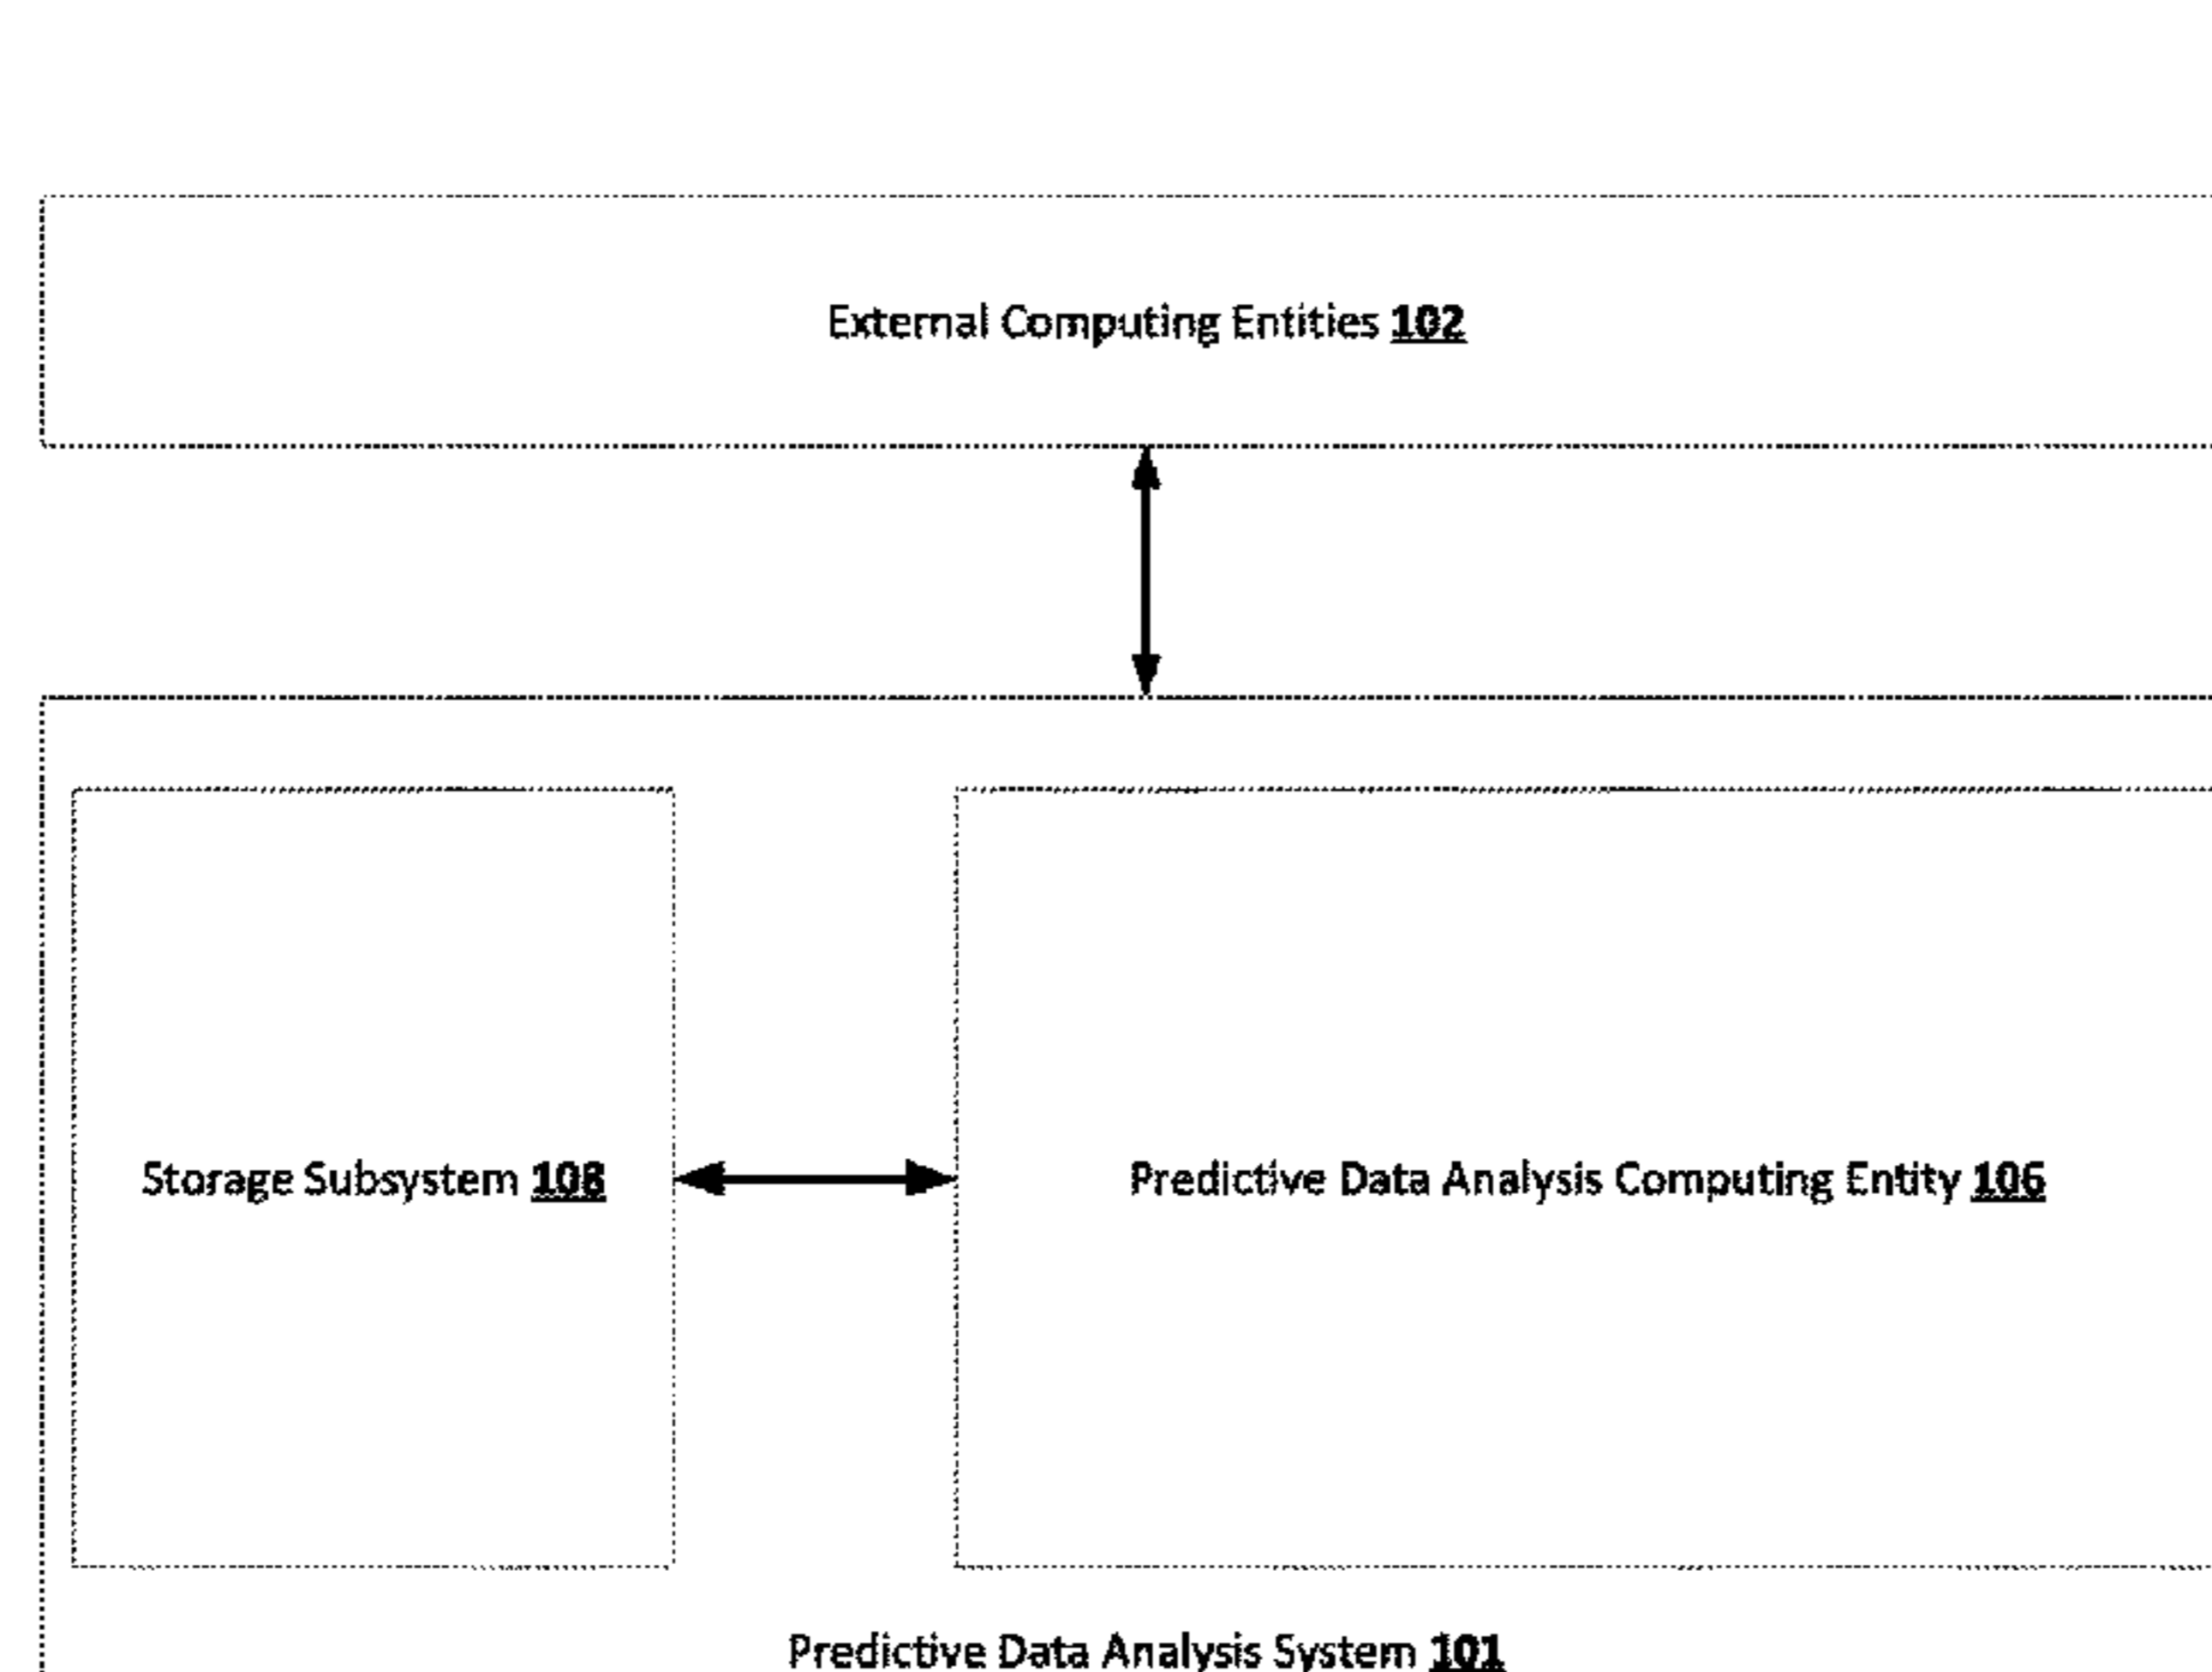 External Computing Entities 102
Storage Subsystem 108
Predictive Data Analysis Computing Entity 106
Predictive Data Analysis System 101